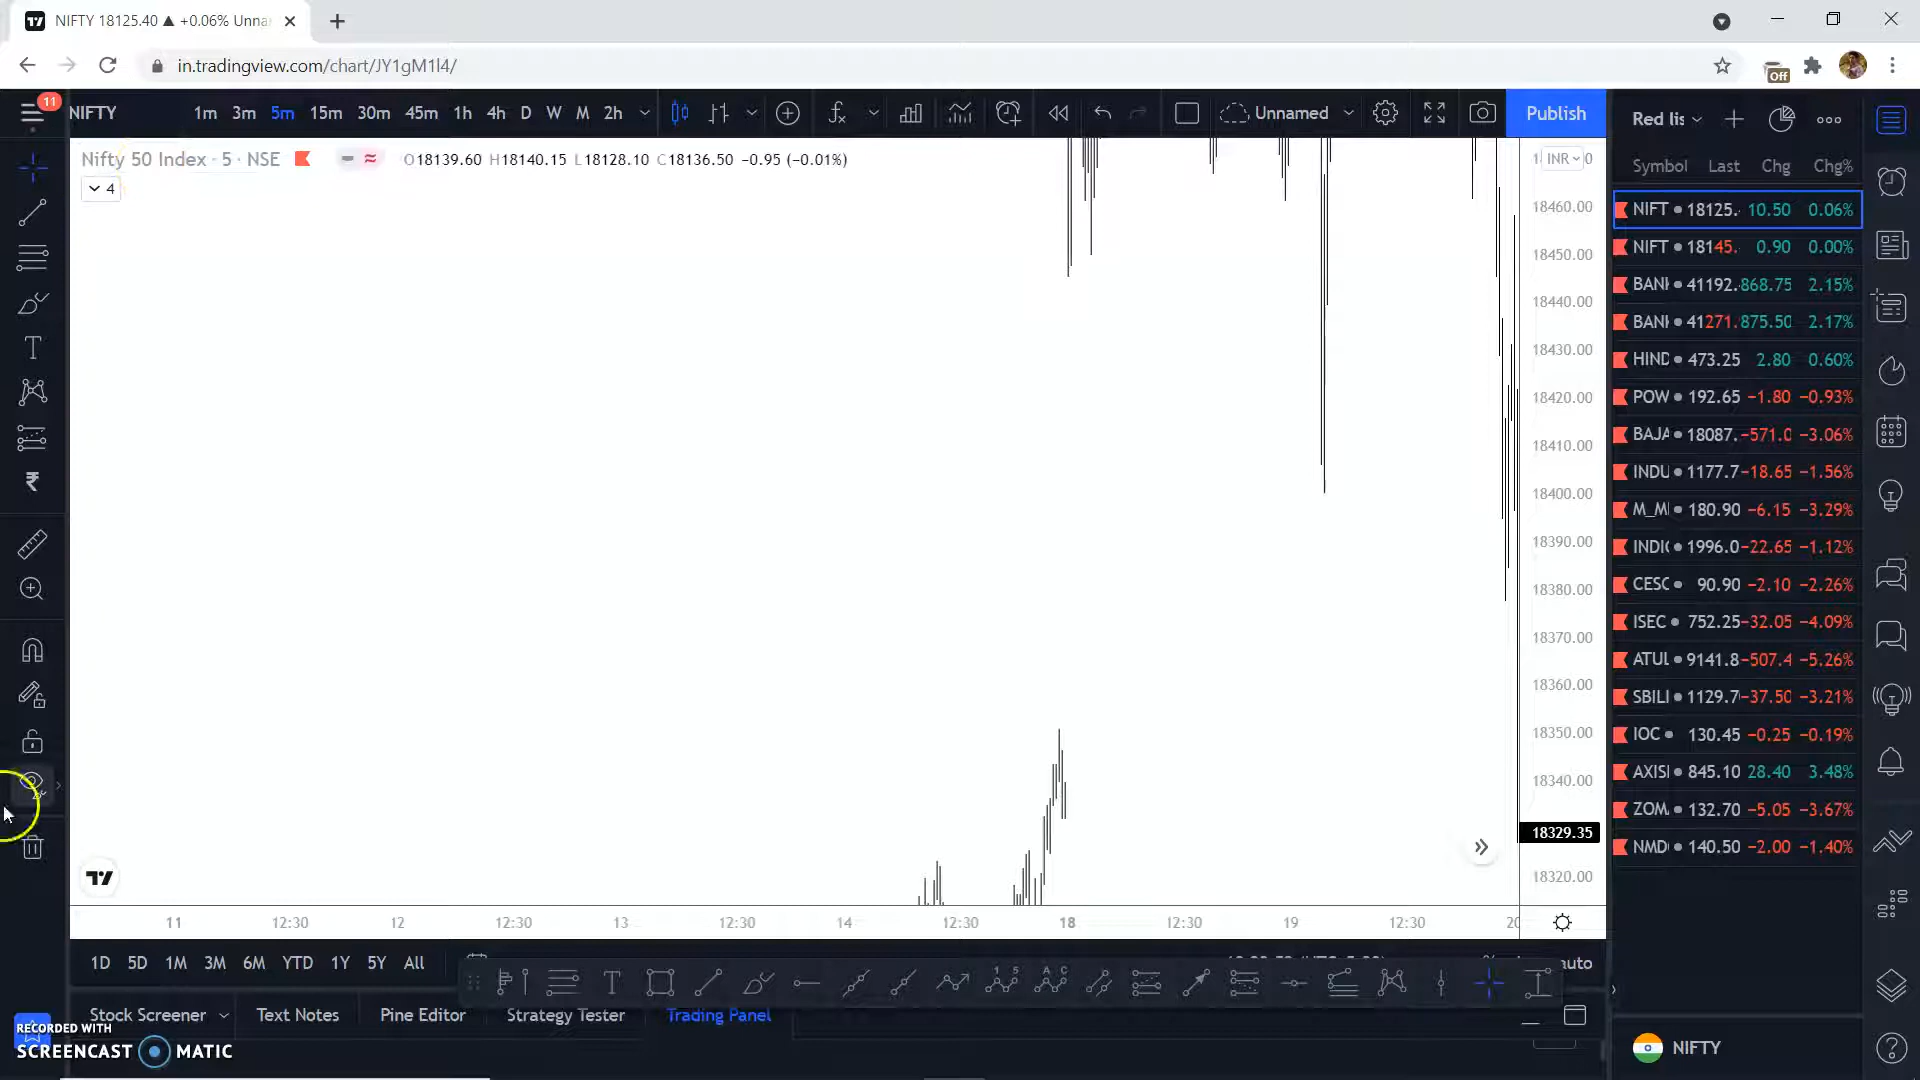 NIFTY 18125.40 ▲ +0.06% Unna
in.tradingview.com/chart/JY1gM1l4/
Off
11
NIFTY 1m 3m 5m 15m 30m 45m 1h 4h D W M 2h Unnamed Publish
Red lis
Nifty 50 Index · 5 · NSE O18139.60 H18140.15 L18128.10 C18136.50 −0.95 (−0.01%)
4
INR
Symbol Last Chg Chg%
NIFT 18125. 10.50 0.06%
NIFT 18145. 0.90 0.00%
BANK 41192. 868.75 2.15%
BANK 41271. 875.50 2.17%
HIND 473.25 2.80 0.60%
POW 192.65 −1.80 −0.93%
BAJA 18087. −571.0 −3.06%
INDU 1177.7 −18.65 −1.56%
M_M 180.90 −6.15 −3.29%
INDI 1996.0 −22.65 −1.12%
CESC 90.90 −2.10 −2.26%
ISEC 752.25 −32.05 −4.09%
ATUL 9141.8 −507.4 −5.26%
SBILI 1129.7 −37.50 −3.21%
IOC 130.45 −0.25 −0.19%
AXISI 845.10 28.40 3.48%
ZOM 132.70 −5.05 −3.67%
NMD 140.50 −2.00 −1.40%
18460.00
18450.00
18440.00
18430.00
18420.00
18410.00
18400.00
18390.00
18380.00
18370.00
18360.00
18350.00
18340.00
18329.35
18320.00
11 12:30 12 12:30 13 12:30 14 12:30 18 12:30 19 12:30 20
1D 5D 1M 3M 6M YTD 1Y 5Y All
auto
Stock Screener Text Notes Pine Editor Strategy Tester Trading Panel
RECORDED WITH
SCREENCAST MATIC
NIFTY